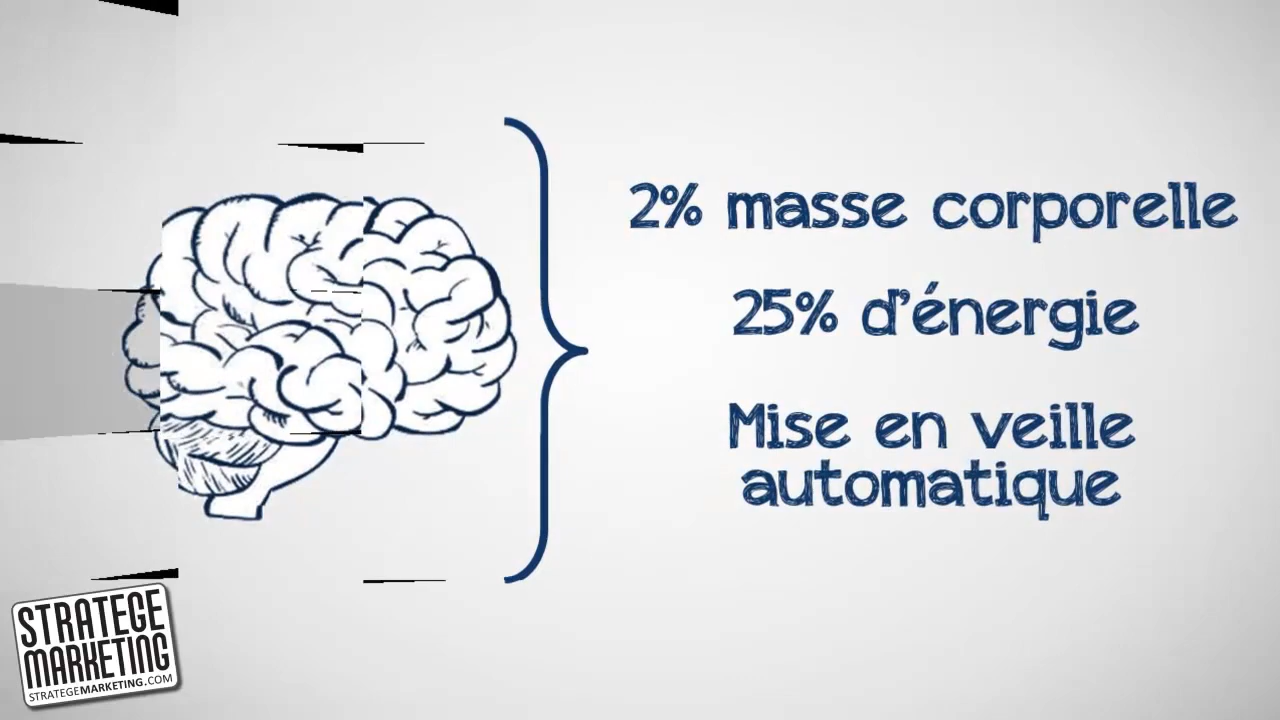 2% masse corporelle
25% d'énergie
Mise en veille
automatique
STRATEGE
MARKETING
STRATEGEMARKETING.COM